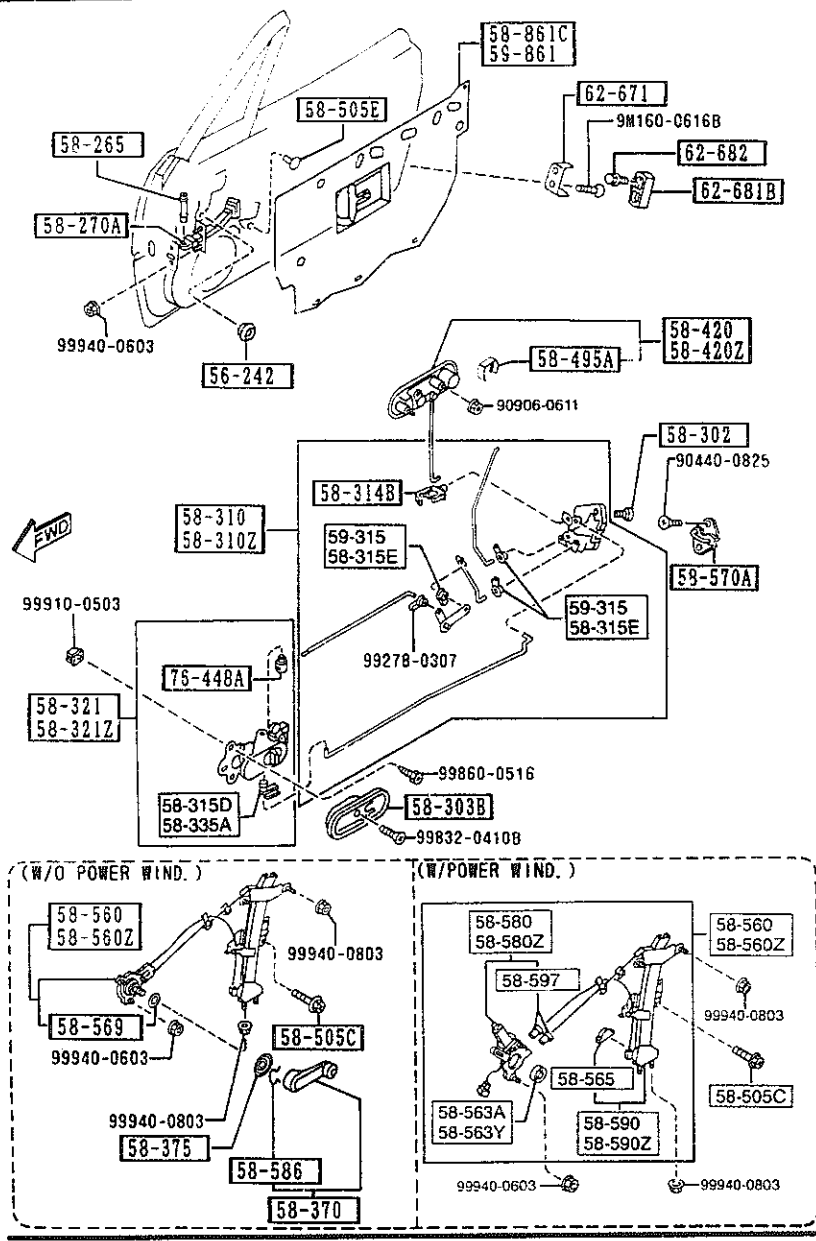 58-861C
59-861
62-671
58-505E
9M160-0616B
58-265
62-682
62-681B
58-270A
99940-0603
56-242
58-420
58-420Z
58-495A
90906-0611
58-302
90440-0825
58-314B
58-310
58-310Z
FWD
59-315
58-315E
58-570A
99910-0503
59-315
58-315E
99278-0307
75-448A
58-321
58-321Z
99860-0516
58-315D
58-335A
58-303B
99832-0410B
(W/O POWER WIND.)
(W/POWER WIND.)
58-560
58-560Z
99940-0803
58-569
99940-0603
58-505C
99940-0803
58-375
58-586
58-370
58-580
58-580Z
58-560
58-560Z
58-597
99940-0803
58-565
58-505C
58-563A
58-563Y
58-590
58-590Z
99940-0603
99940-0803